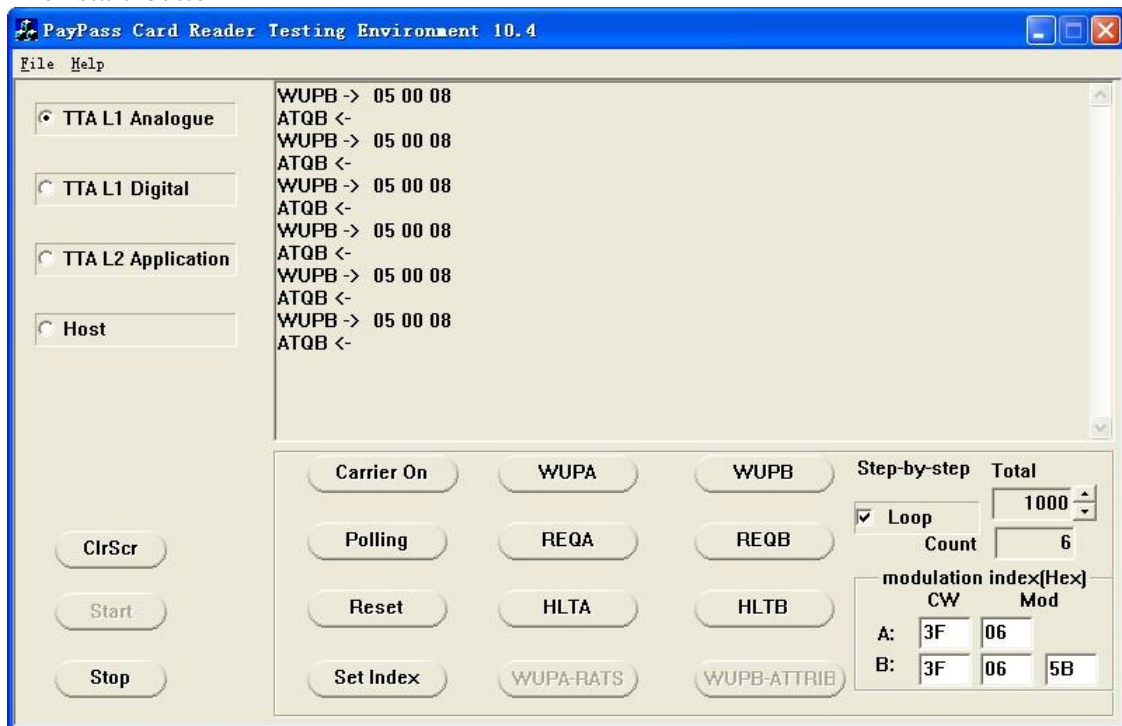 PayPass Card Reader Testing Environment 10.4
File Help
TTA L1 Analogue
TTA L1 Digital
TTA L2 Application
Host
WUPB -> 05 00 08
ATQB <-
WUPB -> 05 00 08
ATQB <-
WUPB -> 05 00 08
ATQB <-
WUPB -> 05 00 08
ATQB <-
WUPB -> 05 00 08
ATQB <-
WUPB -> 05 00 08
ATQB <-
ClrScr
Start
Stop
Carrier On WUPA WUPB
Polling REQA REQB
Reset HLTA HLTB
Set Index WUPA-RATS WUPB-ATTRIB
Step-by-step Total
1000
Loop
Count 6
modulation index(Hex)
CW Mod
A: 3F 06
B: 3F 06 5B